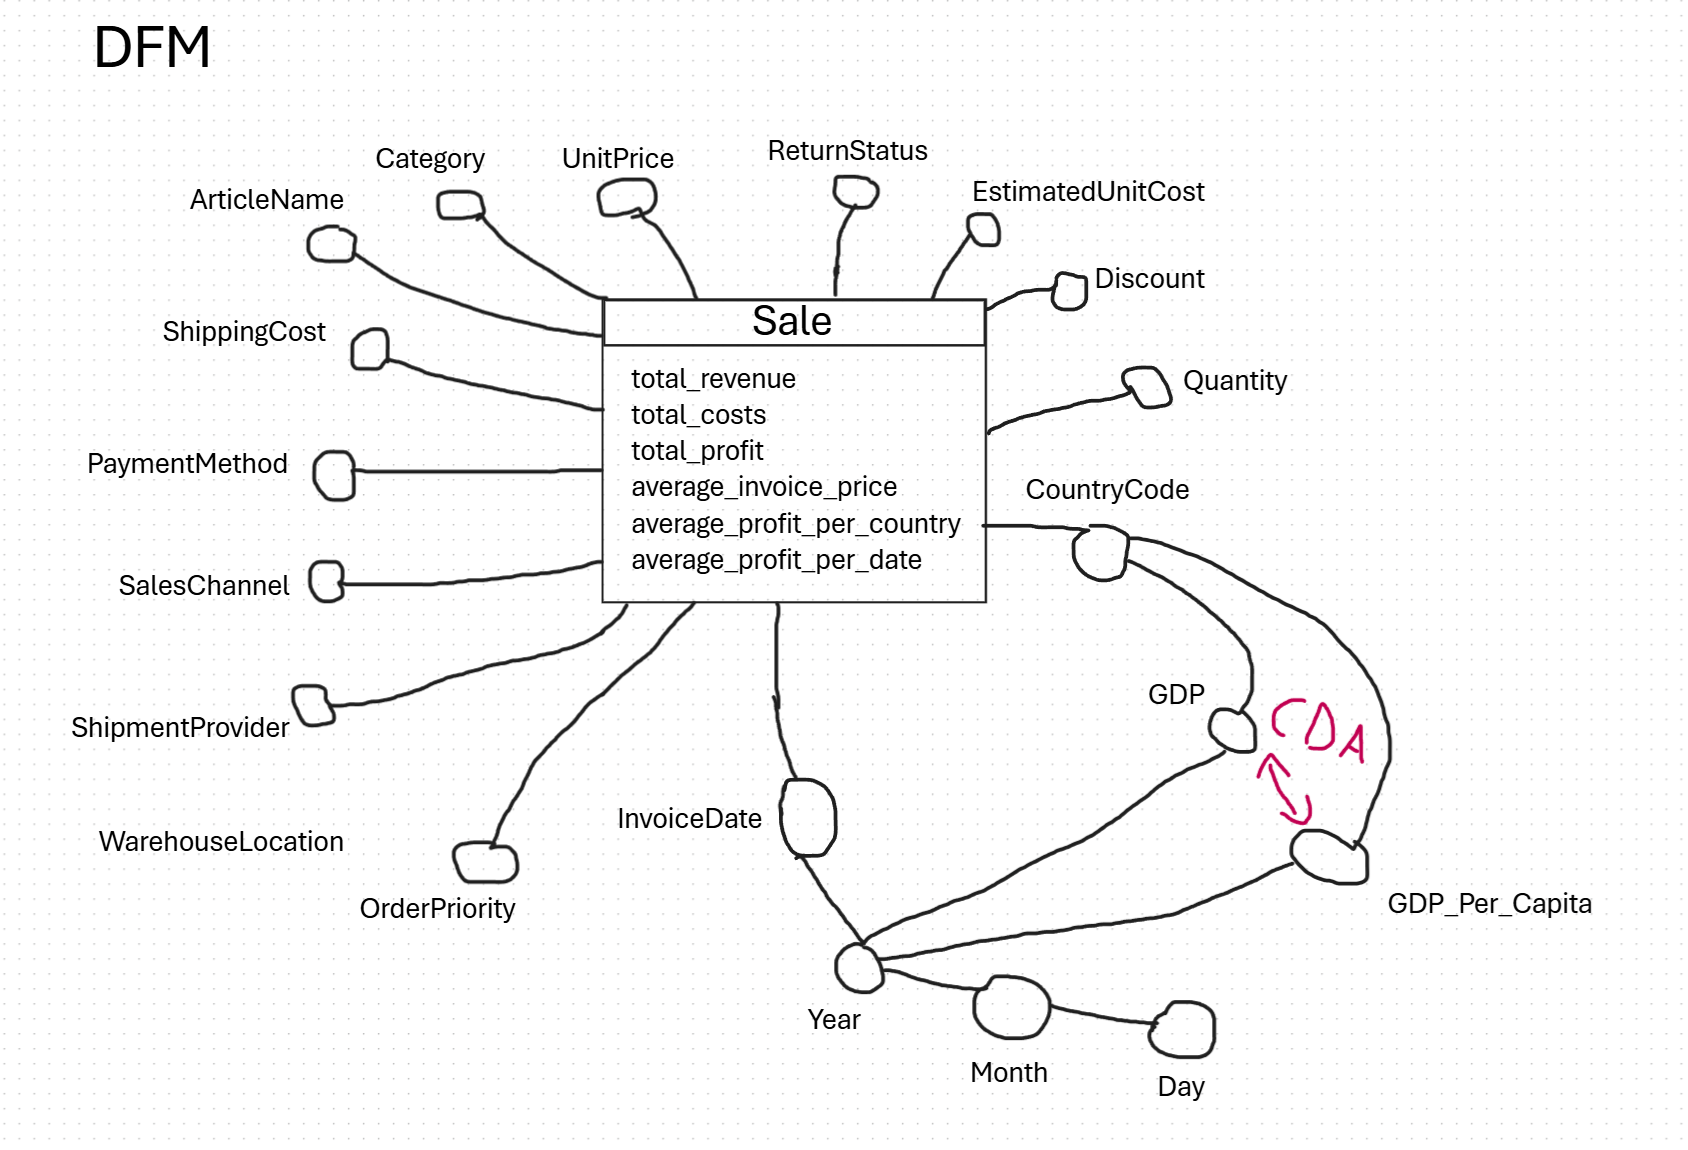 DFM
Category
UnitPrice
ReturnStatus
ArticleName
EstimatedUnitCost
Discount
ShippingCost
Sale
total_revenue
total_costs
total_profit
average_invoice_price
average_profit_per_country
average_profit_per_date
Quantity
PaymentMethod
CountryCode
SalesChannel
ShipmentProvider
GDP
CDA
WarehouseLocation
InvoiceDate
OrderPriority
GDP_Per_Capita
Year
Month
Day